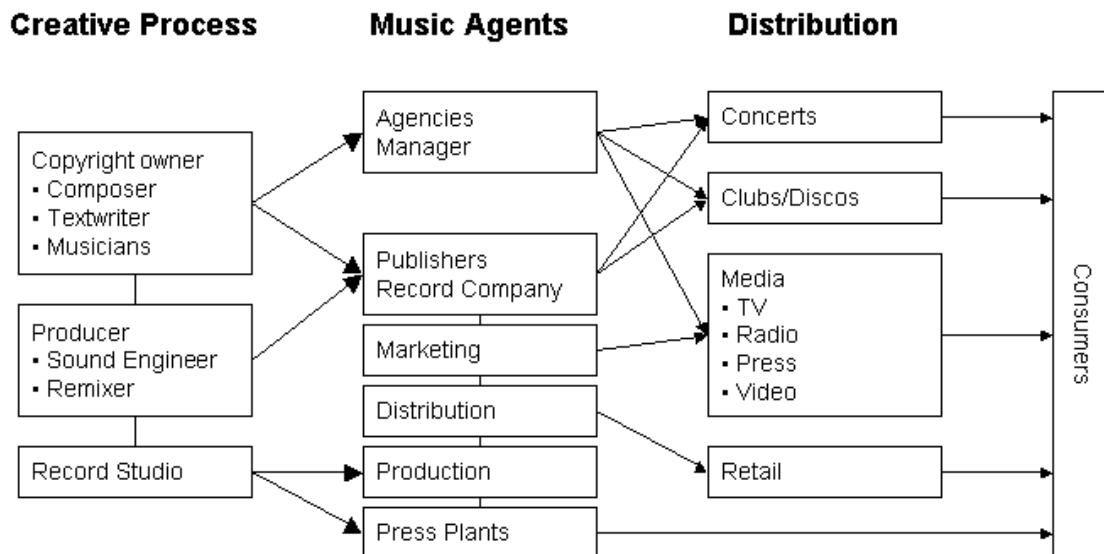 Creative Process
Music Agents
Distribution
Copyright owner
▪ Composer
▪ Textwriter
▪ Musicians
Producer
▪ Sound Engineer
▪ Remixer
Record Studio
Agencies
Manager
Publishers
Record Company
Marketing
Distribution
Production
Press Plants
Concerts
Clubs/Discos
Media
▪ TV
▪ Radio
▪ Press
▪ Video
Retail
Consumers